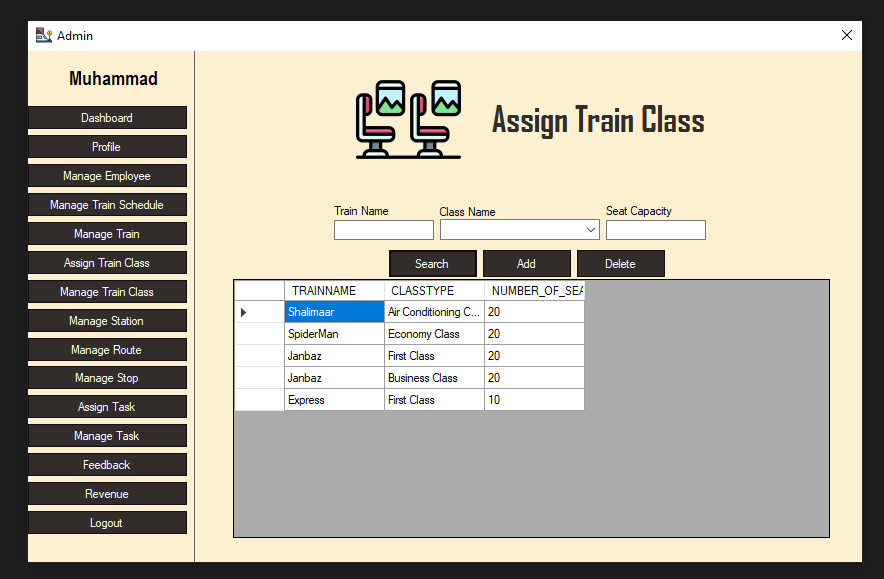 Admin
Muhammad
Dashboard
Profile
Manage Employee
Manage Train Schedule
Manage Train
Assign Train Class
Manage Train Class
Manage Station
Manage Route
Manage Stop
Assign Task
Manage Task
Feedback
Revenue
Logout
Assign Train Class
Train Name Class Name Seat Capacity
Search Add Delete
TRAINNAME CLASSTYPE NUMBER_OF_SEA
Shalimaar Air Conditioning C... 20
SpiderMan Economy Class 20
Janbaz First Class 20
Janbaz Business Class 20
Express First Class 10